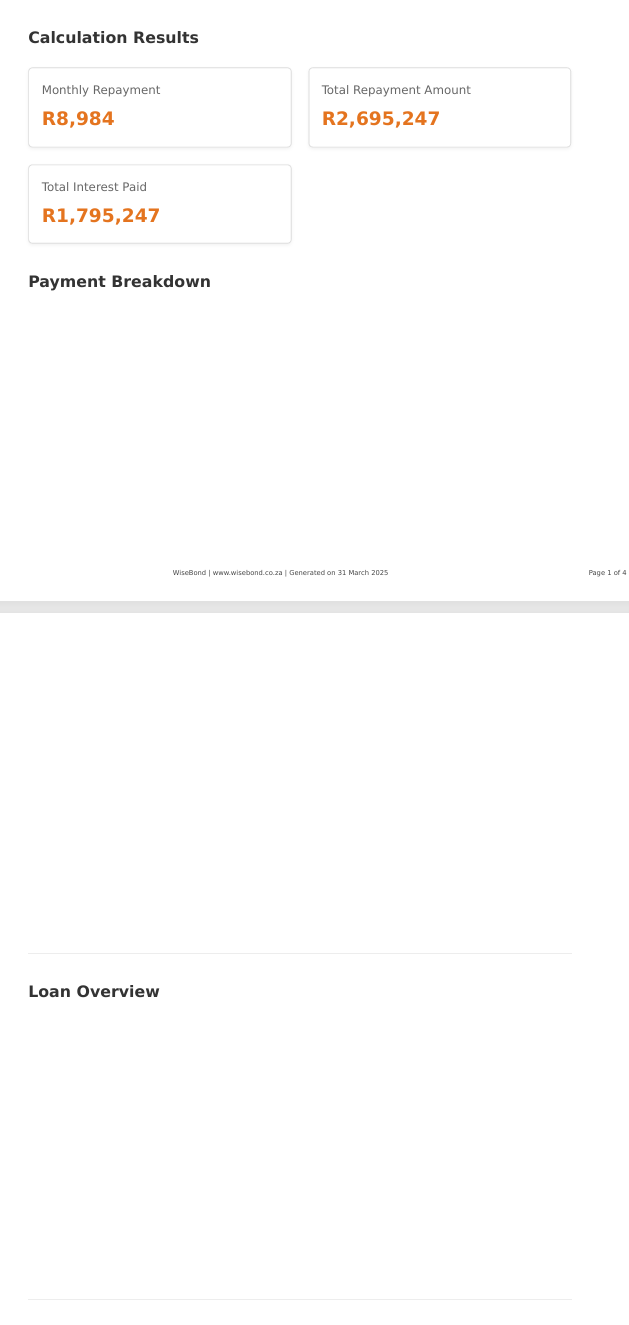 Calculation Results
Monthly Repayment
R8,984
Total Repayment Amount
R2,695,247
Total Interest Paid
R1,795,247
Payment Breakdown
WiseBond | www.wisebond.co.za | Generated on 31 March 2025
Page 1 of 4
Loan Overview